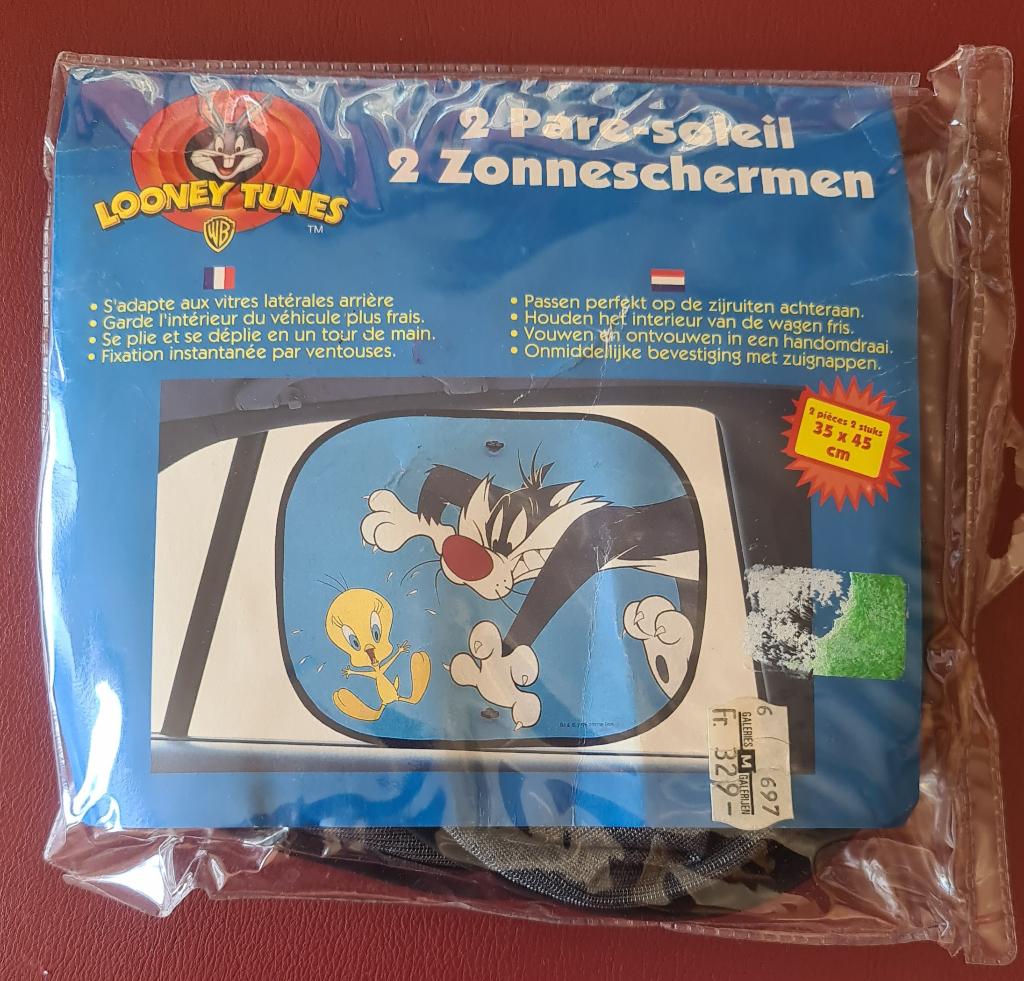 LOONEY TUNES
WB
TM
2 Pare-soleil
2 Zonneschermen
• S'adapte aux vitres latérales arrière
• Garde l'intérieur du véhicule plus frais.
• Se plie et se déplie en un tour de main.
• Fixation instantanée par ventouses.
• Passen perfekt op de zijruiten achteraan.
• Houden het interieur van de wagen fris.
• Vouwen en ontvouwen in een handomdraai.
• Onmiddellijke bevestiging met zuignappen.
2 pièces 2 stuks
35 x 45
cm
6 697
GALERIES M GALERIJEN
Fr. 329-